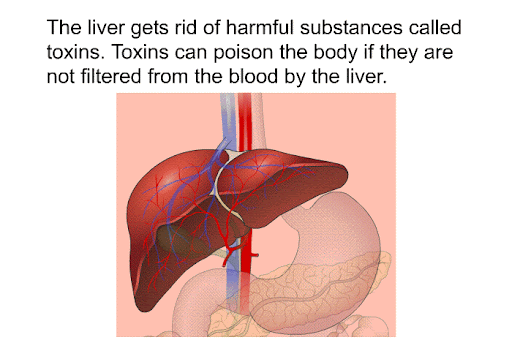 The liver gets rid of harmful substances called
toxins. Toxins can poison the body if they are
not filtered from the blood by the liver.